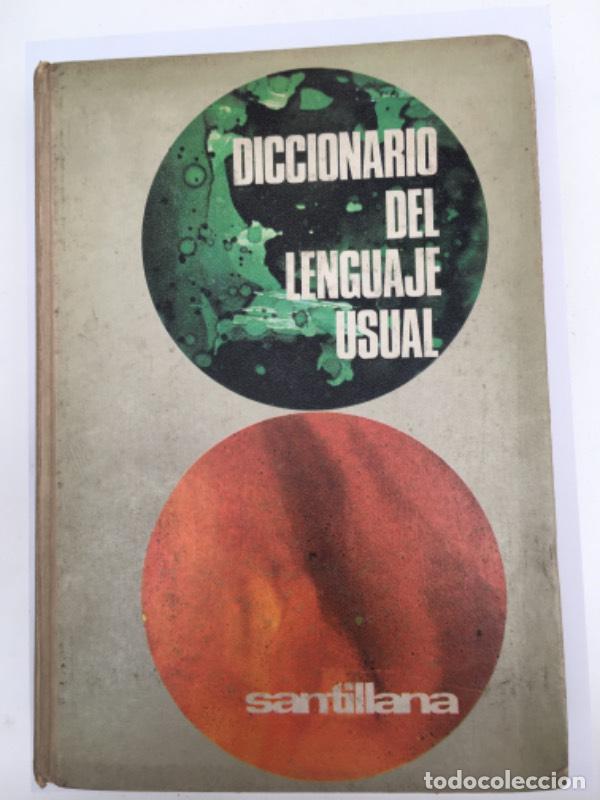 DICCIONARIO
DEL
LENGUAJE
USUAL
santillana
todocoleccion